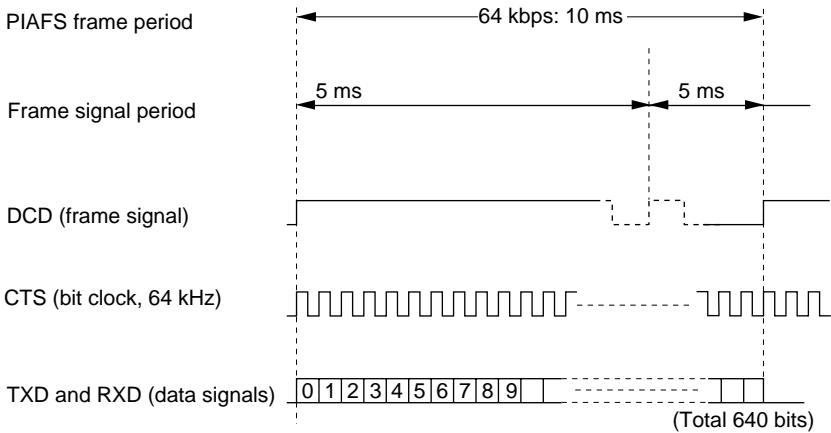 PIAFS frame period
64 kbps: 10 ms
5 ms
5 ms
Frame signal period
DCD (frame signal)
CTS (bit clock, 64 kHz)
TXD and RXD (data signals)
0 1 2 3 4 5 6 7 8 9
(Total 640 bits)